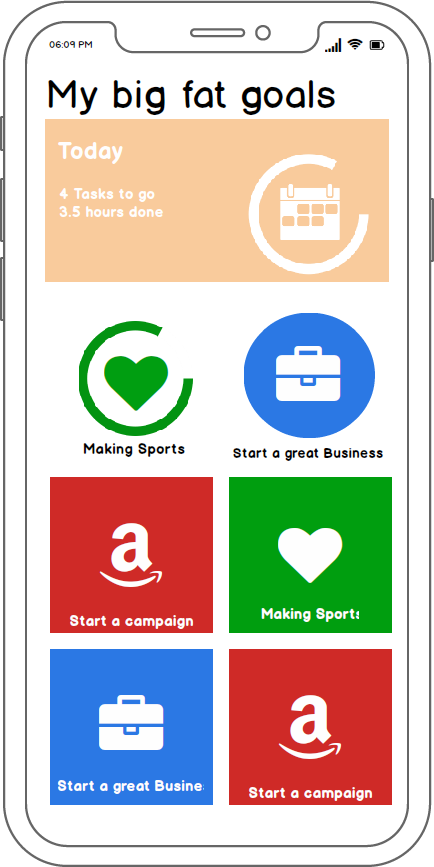 06:09 PM
My big fat goals
Today
4 Tasks to go
3.5 hours done
Making Sports
Start a great Business
a
Start a campaign
Making Sports
Start a great Busine
a
Start a campaign